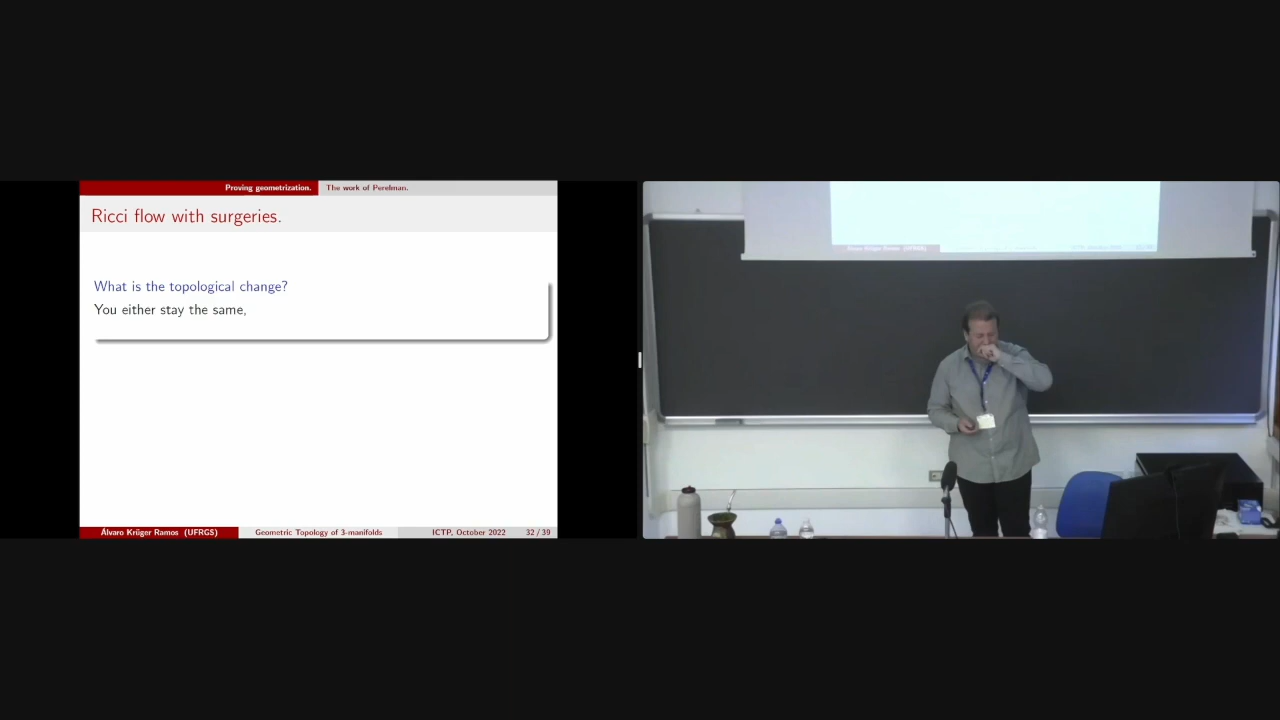 Proving geometrization. The work of Perelman.
Ricci flow with surgeries.
What is the topological change?
You either stay the same,
Álvaro Krüger Ramos (UFRGS) Geometric Topology of 3-manifolds ICTP, October 2022 32 / 39